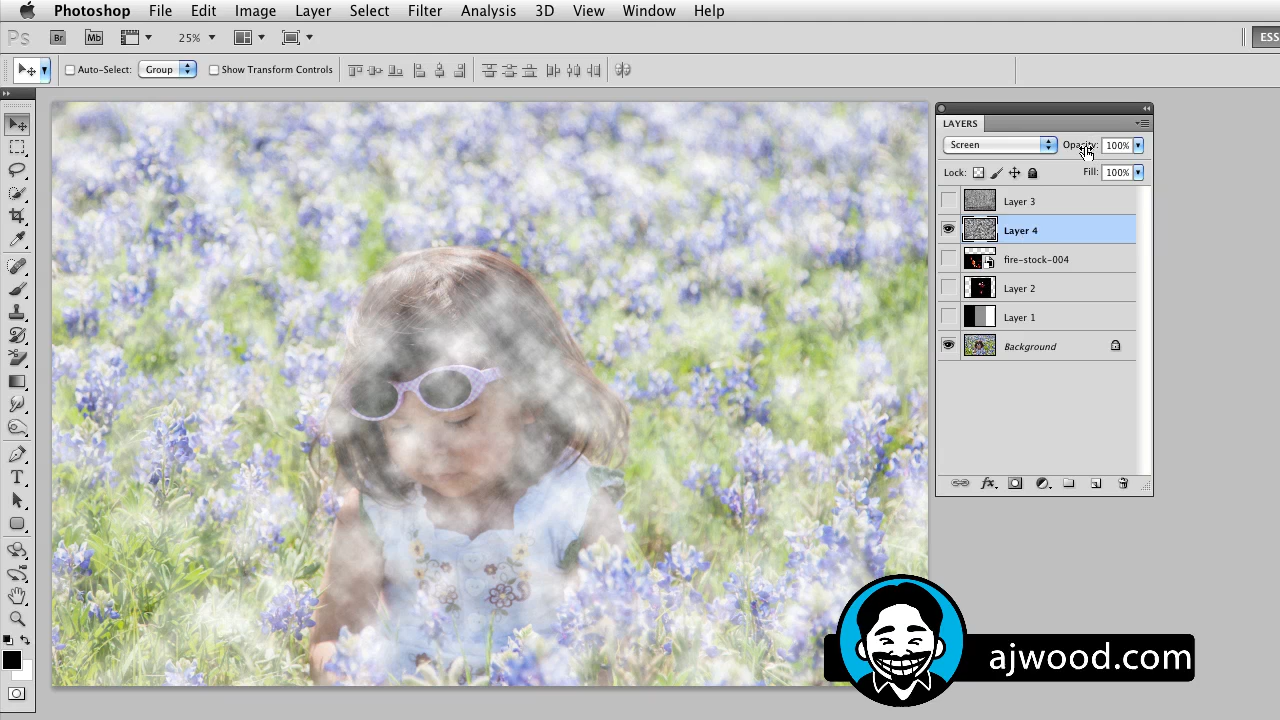 Photoshop File Edit Image Layer Select Filter Analysis 3D View Window Help
Ps Br Mb 25% ESS
Auto-Select: Group Show Transform Controls
LAYERS
Screen Opacity: 100%
Lock: Fill: 100%
Layer 3
Layer 4
fire-stock-004
Layer 2
Layer 1
Background
fx
T
ajwood.com